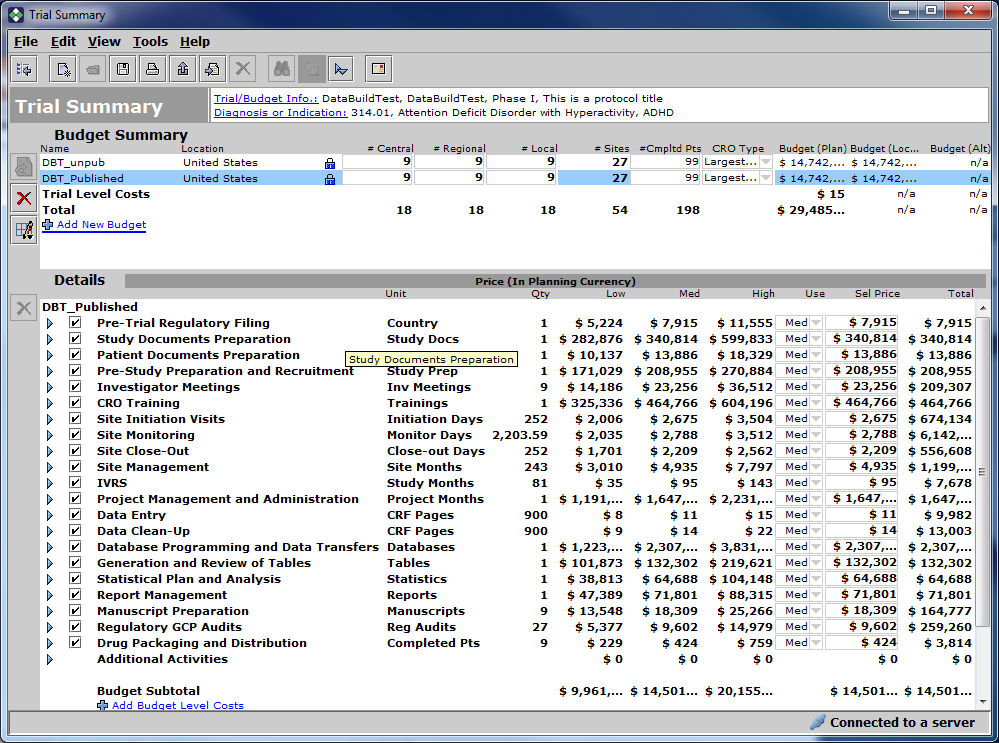 Trial Summary
File Edit View Tools Help
Trial Summary
Trial/Budget Info.: DataBuildTest, DataBuildTest, Phase I, This is a protocol title
Diagnosis or Indication: 314.01, Attention Deficit Disorder with Hyperactivity, ADHD
Budget Summary
Name Location # Central # Regional # Local # Sites #Cmpltd Pts CRO Type Budget (Plan) Budget (Loc... Budget (Alt)
DBT_unpub United States 9 9 9 27 99 Largest... $ 14,742,... $ 14,742,... n/a
DBT_Published United States 9 9 9 27 99 Largest... $ 14,742,... $ 14,742,... n/a
Trial Level Costs $ 15 n/a n/a
Total 18 18 18 54 198 $ 29,485... n/a n/a
Add New Budget
Details Price (In Planning Currency)
Unit Qty Low Med High Use Sel Price Total
DBT_Published
Pre-Trial Regulatory Filing Country 1 $ 5,224 $ 7,915 $ 11,555 Med $ 7,915 $ 7,915
Study Documents Preparation Study Docs 1 $ 282,876 $ 340,814 $ 599,833 Med $ 340,814 $ 340,814
Patient Documents Preparation 1 $ 10,137 $ 13,886 $ 18,329 Med $ 13,886 $ 13,886
Study Documents Preparation
Pre-Study Preparation and Recruitment Study Prep 1 $ 171,029 $ 208,955 $ 270,884 Med $ 208,955 $ 208,955
Investigator Meetings Inv Meetings 9 $ 14,186 $ 23,256 $ 36,512 Med $ 23,256 $ 209,307
CRO Training Trainings 1 $ 325,336 $ 464,766 $ 604,196 Med $ 464,766 $ 464,766
Site Initiation Visits Initiation Days 252 $ 2,006 $ 2,675 $ 3,504 Med $ 2,675 $ 674,134
Site Monitoring Monitor Days 2,203.59 $ 2,035 $ 2,788 $ 3,512 Med $ 2,788 $ 6,142,...
Site Close-Out Close-out Days 252 $ 1,701 $ 2,209 $ 2,562 Med $ 2,209 $ 556,608
Site Management Site Months 243 $ 3,010 $ 4,935 $ 7,797 Med $ 4,935 $ 1,199,...
IVRS Study Months 81 $ 35 $ 95 $ 143 Med $ 95 $ 7,678
Project Management and Administration Project Months 1 $ 1,191,... $ 1,647,... $ 2,231,... Med $ 1,647,... $ 1,647,...
Data Entry CRF Pages 900 $ 8 $ 11 $ 15 Med $ 11 $ 9,982
Data Clean-Up CRF Pages 900 $ 9 $ 14 $ 22 Med $ 14 $ 13,003
Database Programming and Data Transfers Databases 1 $ 1,223,... $ 2,307,... $ 3,831,... Med $ 2,307,... $ 2,307,...
Generation and Review of Tables Tables 1 $ 101,873 $ 132,302 $ 219,621 Med $ 132,302 $ 132,302
Statistical Plan and Analysis Statistics 1 $ 38,813 $ 64,688 $ 104,148 Med $ 64,688 $ 64,688
Report Management Reports 1 $ 47,389 $ 71,801 $ 88,315 Med $ 71,801 $ 71,801
Manuscript Preparation Manuscripts 9 $ 13,548 $ 18,309 $ 25,266 Med $ 18,309 $ 164,777
Regulatory GCP Audits Reg Audits 27 $ 5,377 $ 9,602 $ 14,979 Med $ 9,602 $ 259,260
Drug Packaging and Distribution Completed Pts 9 $ 229 $ 424 $ 759 Med $ 424 $ 3,814
Additional Activities $ 0 $ 0 $ 0 $ 0 $ 0
Budget Subtotal $ 9,961,... $ 14,501... $ 20,155... $ 14,501... $ 14,501...
Add Budget Level Costs
Connected to a server